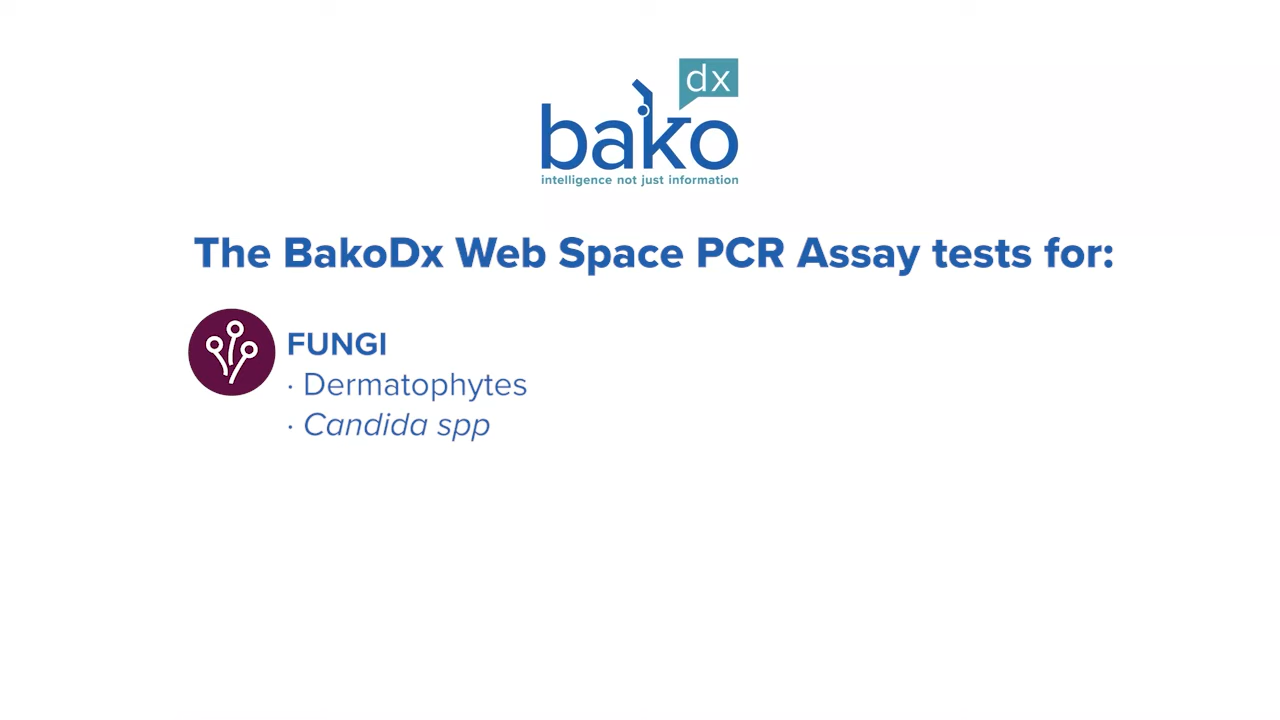 dx
bako
intelligence not just information
The BakoDx Web Space PCR Assay tests for:
FUNGI
· Dermatophytes
· Candida spp